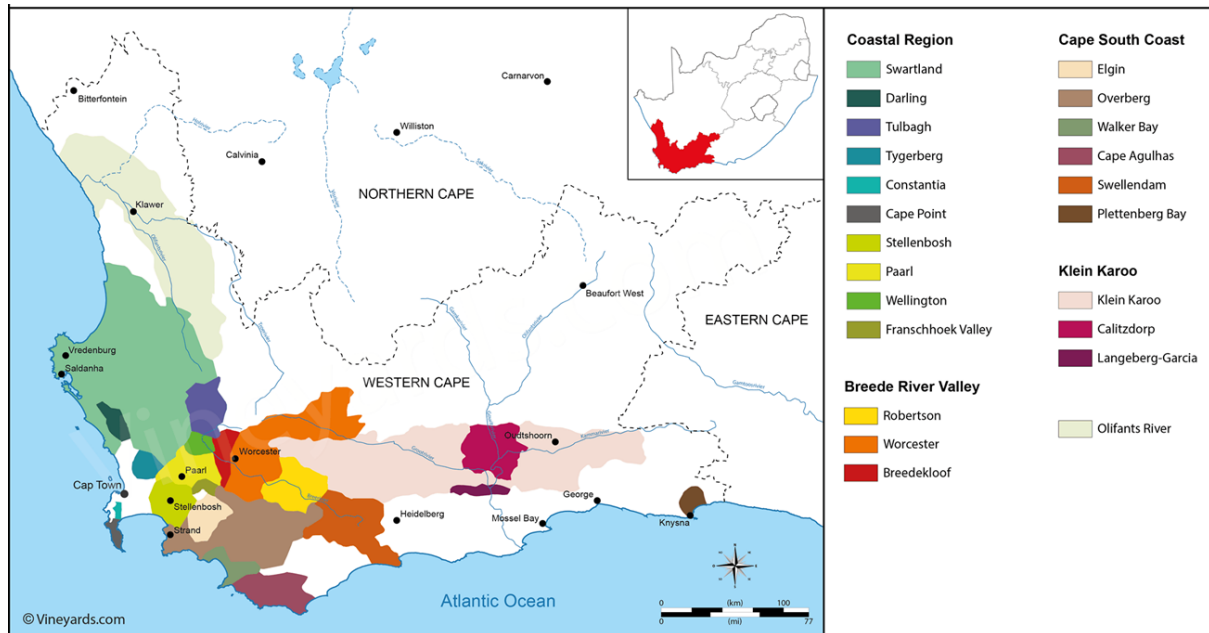 Bitterfontein
Carnarvon
Williston
Calvinia
NORTHERN CAPE
Klawer
Beaufort West
EASTERN CAPE
Vredenburg
Saldanha
WESTERN CAPE
Oudtshoorn
Worcester
Paarl
Cap Town
Stellenbosh
George
Heidelberg
Mossel Bay
Knysna
Strand
Atlantic Ocean
0 (km) 100
0 (mi) 77
© Vineyards.com
Coastal Region
Swartland
Darling
Tulbagh
Tygerberg
Constantia
Cape Point
Stellenbosh
Paarl
Wellington
Franschhoek Valley
Breede River Valley
Robertson
Worcester
Breedekloof
Cape South Coast
Elgin
Overberg
Walker Bay
Cape Agulhas
Swellendam
Plettenberg Bay
Klein Karoo
Klein Karoo
Calitzdorp
Langeberg-Garcia
Olifants River